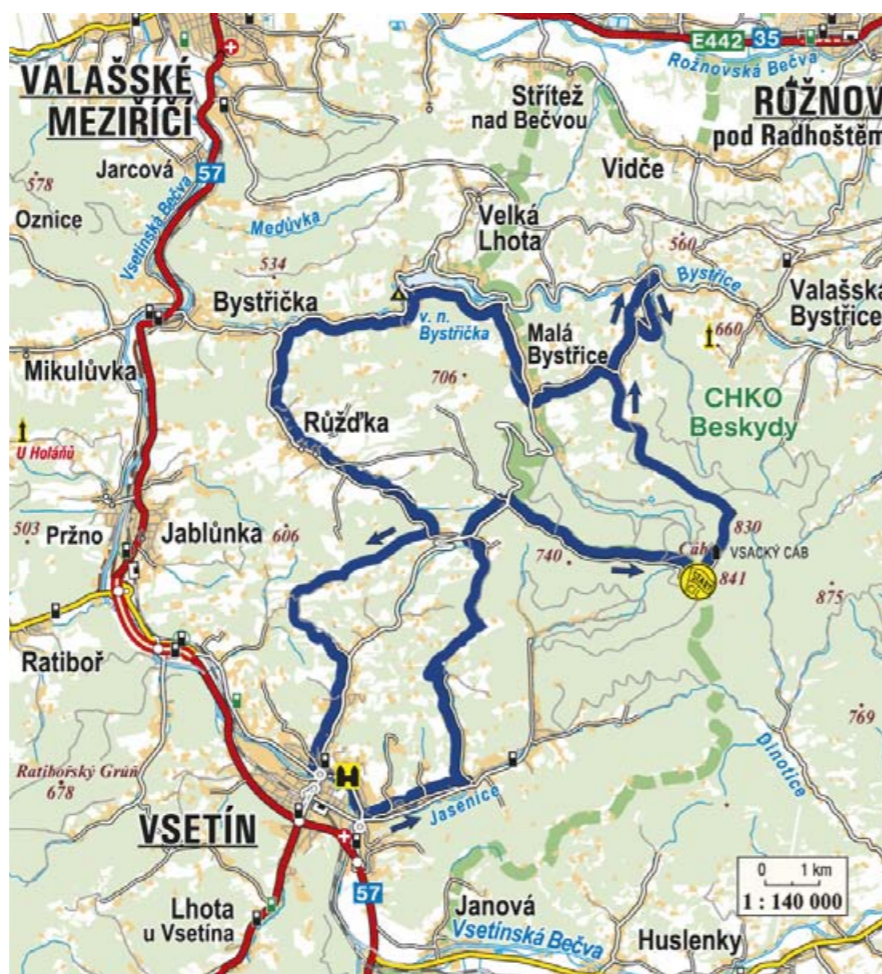 E442
35
Rožnovská Bečva
VALAŠSKÉ
MEZIŘÍČÍ
Střítež
nad Bečvou
RŮŽNOV
pod Radhoštěm
Jarcová
57
Vidče
578
Oznice
Vsetínská Bečva
Medůvka
Velká
Lhota
560
534
Bystřice
Bystřička
v. n.
Bystřička
Valašská
Bystřice
Malá
Bystřice
660
Mikulůvka
706
CHKO
Beskydy
Růžďka
U Holáňů
503
Pržno
Jablůnka
606
740
Cáb
830
VSACKÝ CÁB
START
841
875
Ratiboř
769
Ratibořský Grúň
678
Dinotice
Jasénice
VSETÍN
57
0 1 km
1 : 140 000
Lhota
u Vsetína
Janová
Vsetínská Bečva
Huslenky